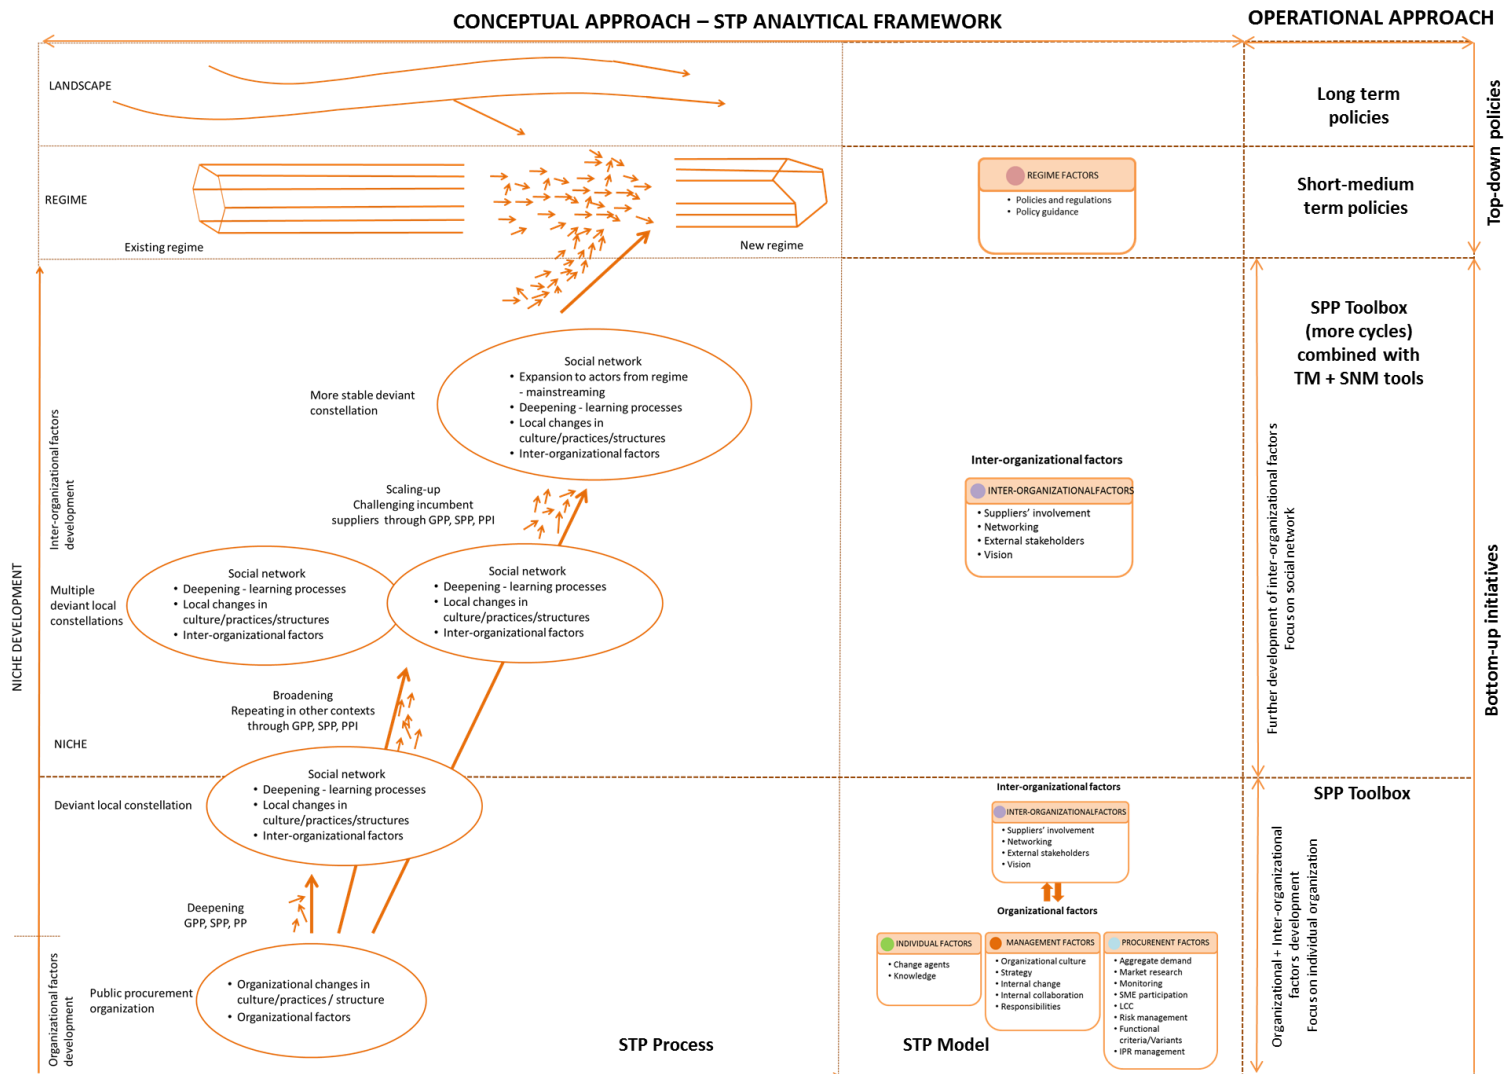 CONCEPTUAL APPROACH – STP ANALYTICAL FRAMEWORK
OPERATIONAL APPROACH
LANDSCAPE
Long term
policies
Top-down policies
REGIME
Existing regime
New regime
REGIME FACTORS
• Policies and regulations
• Policy guidance
Short-medium
term policies
NICHE DEVELOPMENT
Inter-organizational factors
development
More stable deviant
constellation
Social network
• Expansion to actors from regime
- mainstreaming
• Deepening - learning processes
• Local changes in
culture/practices/structures
• Inter-organizational factors
SPP Toolbox
(more cycles)
combined with
TM + SNM tools
Scaling-up
Challenging incumbent
suppliers through GPP, SPP, PPI
Inter-organizational factors
INTER-ORGANIZATIONALFACTORS
• Suppliers' involvement
• Networking
• External stakeholders
• Vision
Further development of inter-organizational factors
Focus on social network
Bottom-up initiatives
Multiple
deviant local
constellations
Social network
• Deepening - learning processes
• Local changes in
culture/practices/structures
• Inter-organizational factors
Social network
• Deepening - learning processes
• Local changes in
culture/practices/structures
• Inter-organizational factors
Broadening
Repeating in other contexts
through GPP, SPP, PPI
NICHE
Deviant local constellation
Social network
• Deepening - learning processes
• Local changes in
culture/practices/structures
• Inter-organizational factors
Inter-organizational factors
INTER-ORGANIZATIONALFACTORS
• Suppliers' involvement
• Networking
• External stakeholders
• Vision
SPP Toolbox
Organizational + Inter-organizational
factors development
Focus on individual organization
Deepening
GPP, SPP, PP
Organizational factors
INDIVIDUAL FACTORS
• Change agents
• Knowledge
MANAGEMENT FACTORS
• Organizational culture
• Strategy
• Internal change
• Internal collaboration
• Responsibilities
PROCURENENT FACTORS
• Aggregate demand
• Market research
• Monitoring
• SME participation
• LCC
• Risk management
• Functional
criteria/Variants
• IPR management
Organizational factors
development
Public procurement
organization
• Organizational changes in
culture/practices / structure
• Organizational factors
STP Process
STP Model